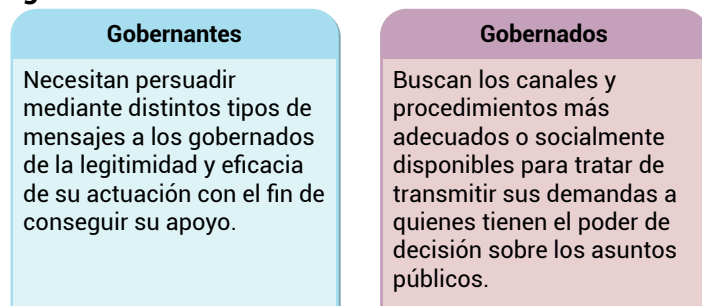 Gobernantes
Necesitan persuadir
mediante distintos tipos de
mensajes a los gobernados
de la legitimidad y eficacia
de su actuación con el fin de
conseguir su apoyo.
Gobernados
Buscan los canales y
procedimientos más
adecuados o socialmente
disponibles para tratar de
transmitir sus demandas a
quienes tienen el poder de
decisión sobre los asuntos
públicos.